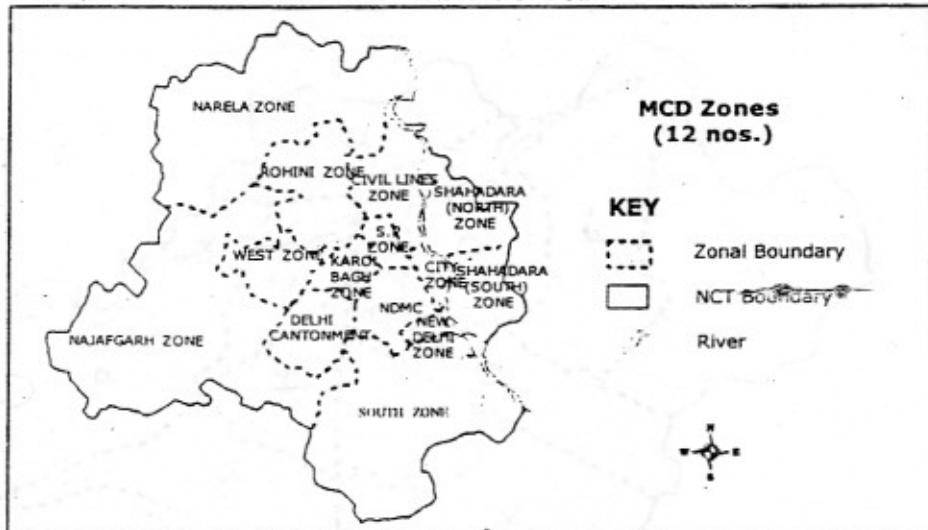 MCD Zones
(12 nos.)
NARELA ZONE
ROHINI ZONE
CIVIL LINES
ZONE
SHAHADARA
(NORTH)
ZONE
S.P
ZONE
WEST ZONE
KAROL
BAGH
ZONE
CITY
ZONE
SHAHADARA
(SOUTH)
ZONE
NDMC
NEW
DELHI
ZONE
DELHI
CANTONMENT
NAJAFGARH ZONE
SOUTH ZONE
KEY
Zonal Boundary
NCT Boundary
River
N
W E
S